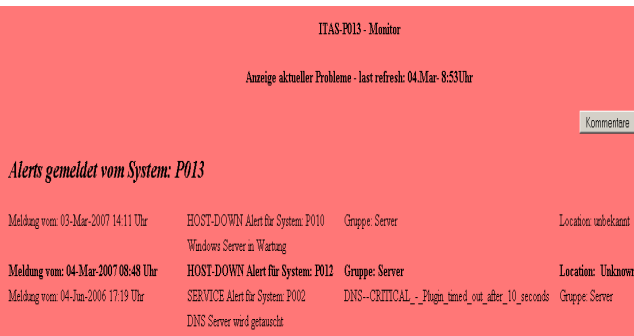 ITAS-P013 - Monitor
Anzeige aktueller Probleme - last refresh: 04.Mar- 8:53Uhr
Kommentare
Alerts gemeldet vom System: P013
Meldung vom: 03-Mar-2007 14:11 Uhr HOST-DOWN Alert für System: P010 Gruppe: Server Location: unbekannt
Windows Server in Wartung
Meldung vom: 04-Mar-2007 08:48 Uhr HOST-DOWN Alert für System: P012 Gruppe: Server Location: Unknown
Meldung vom: 04-Jun-2006 17:19 Uhr SERVICE Alert für System: P002 DNS--CRITICAL_-_Plugin_timed_out_after_10_seconds Gruppe: Server
DNS Server wird getauscht